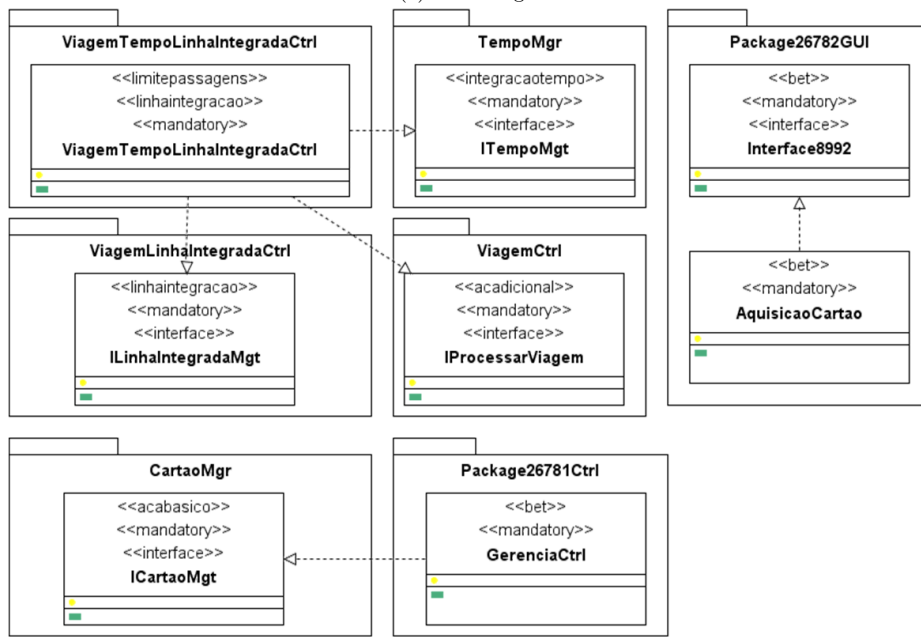 ViagemTempoLinhaIntegradaCtrl
<<limitepassagens>>
<<linhaintegracao>>
<<mandatory>>
ViagemTempoLinhaIntegradaCtrl
TempoMgr
<<integracaotempo>>
<<mandatory>>
<<interface>>
ITempoMgt
Package26782GUI
<<bet>>
<<mandatory>>
<<interface>>
Interface8992
<<bet>>
<<mandatory>>
AquisicaoCartao
ViagemLinhaIntegradaCtrl
<<linhaintegracao>>
<<mandatory>>
<<interface>>
ILinhaIntegradaMgt
ViagemCtrl
<<acadicional>>
<<mandatory>>
<<interface>>
IProcessarViagem
CartaoMgr
<<acabasico>>
<<mandatory>>
<<interface>>
ICartaoMgt
Package26781Ctrl
<<bet>>
<<mandatory>>
GerenciaCtrl